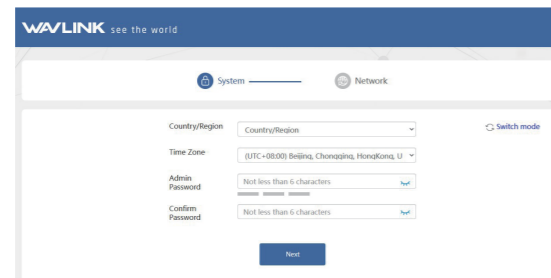 WAVLINK see the world
System Network
Country/Region Country/Region
Switch mode
Time Zone (UTC+08:00) Beijing, Chongqing, HongKong, U
Admin Password Not less than 6 characters
Confirm Password Not less than 6 characters
Next